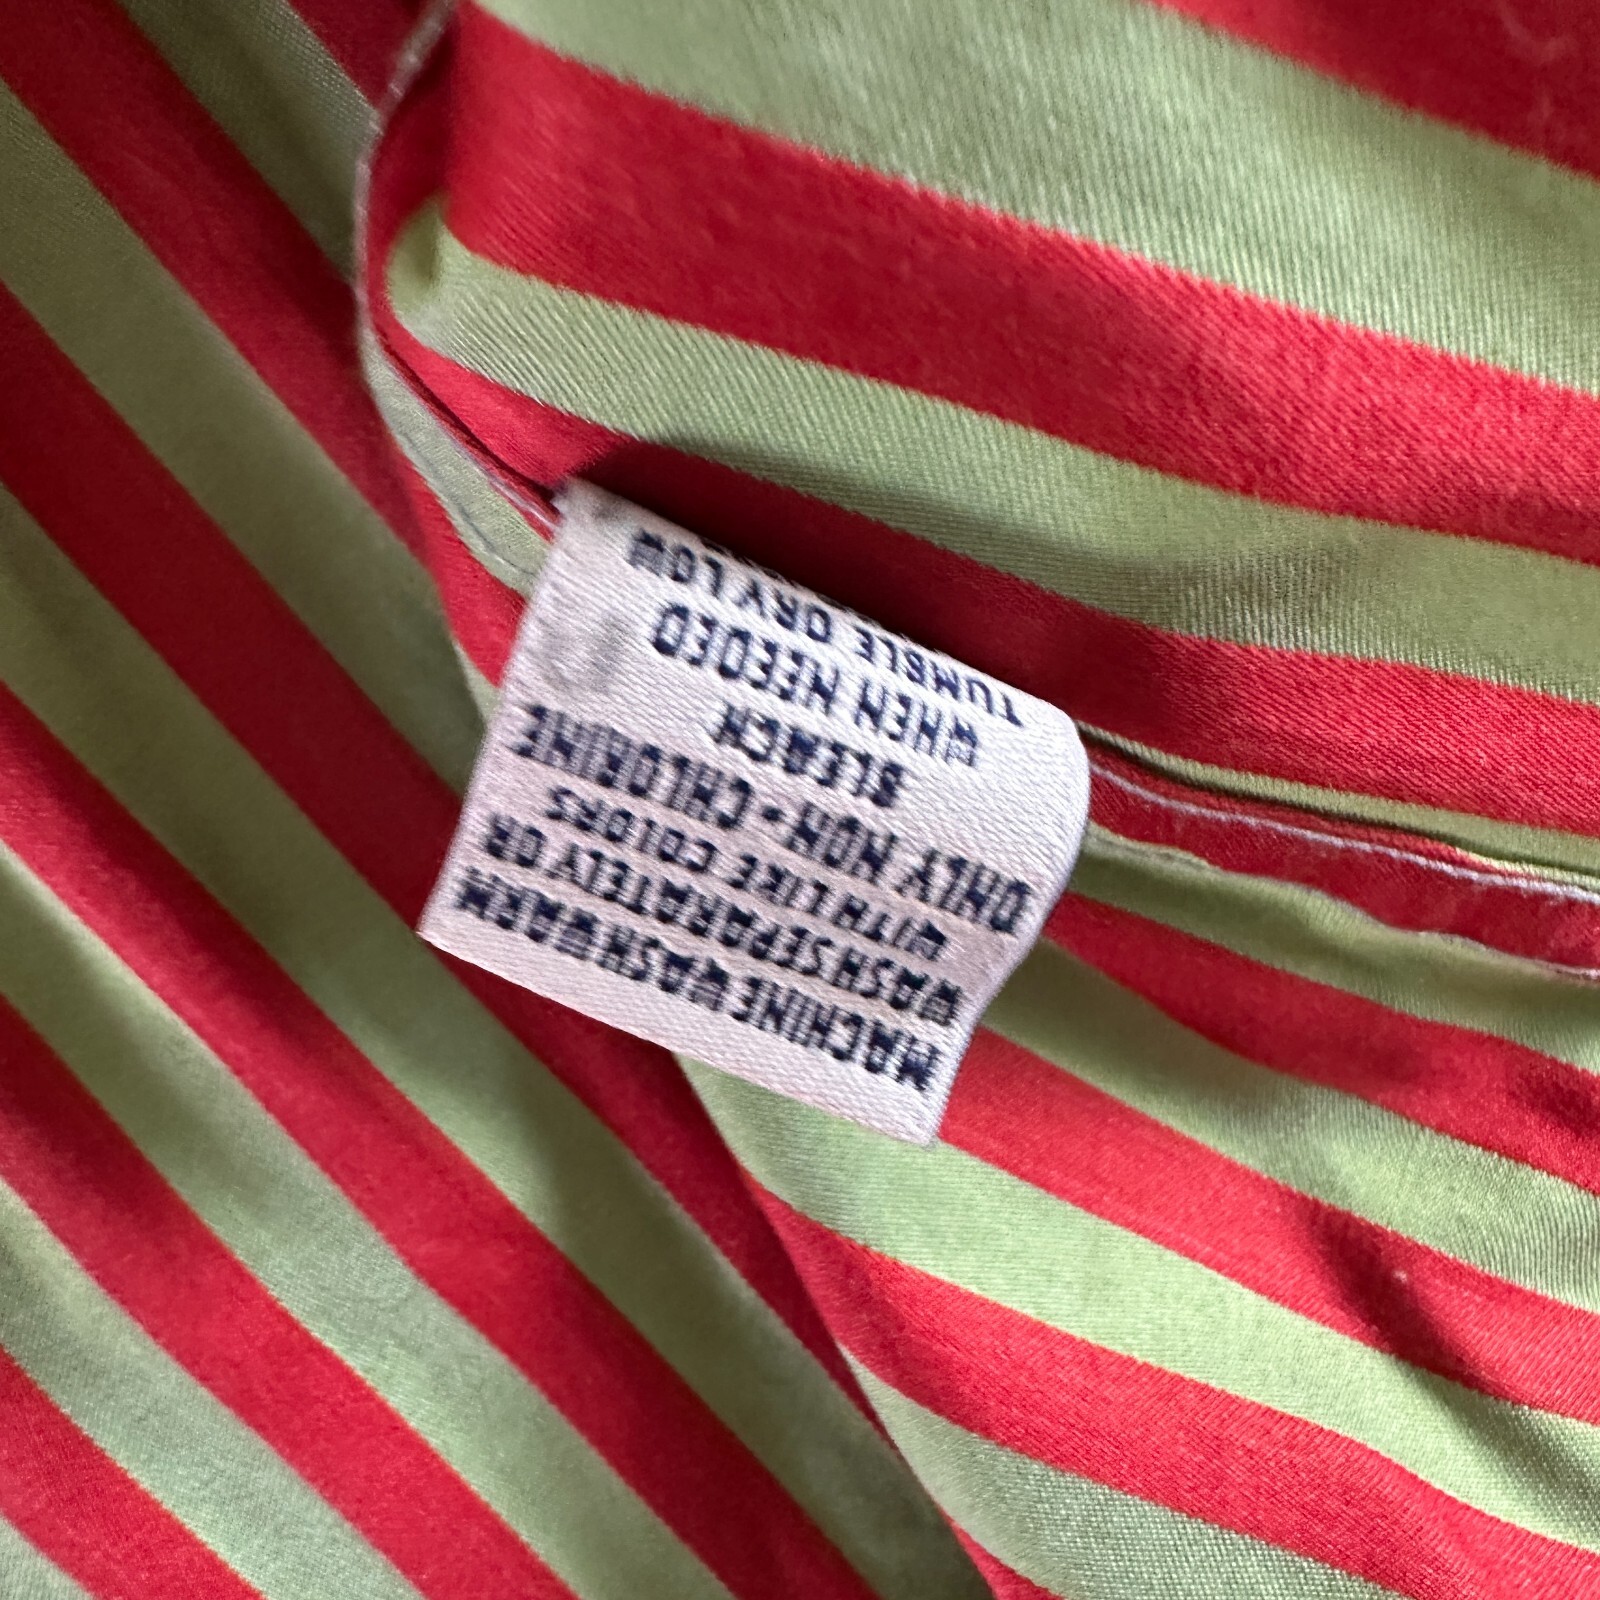 MACHINE WASH WARM
WASH SEPARATELY OR
WITH LIKE COLORS
ONLY NON-CHLORINE
BLEACH
WHEN NEEDED
TUMBLE DRY LOW